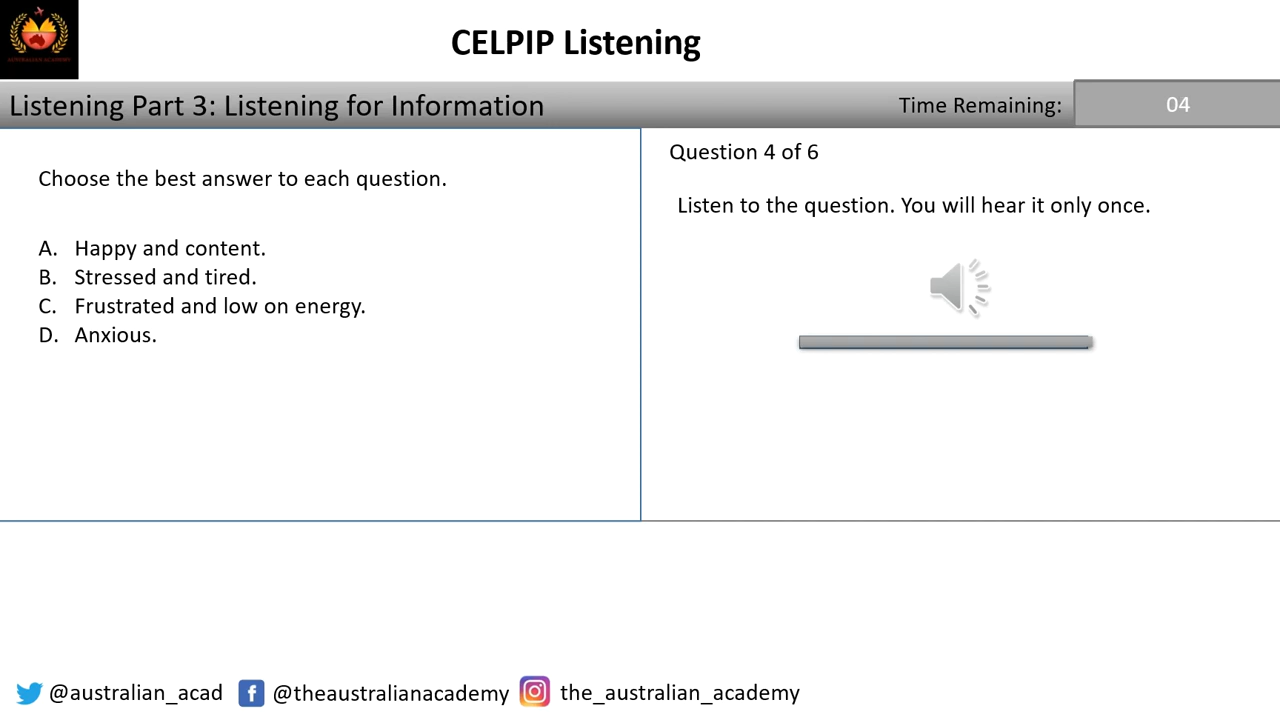 CELPIP Listening
Listening Part 3: Listening for Information
Time Remaining:
04
Choose the best answer to each question.
A. Happy and content.
B. Stressed and tired.
C. Frustrated and low on energy.
D. Anxious.
Question 4 of 6
Listen to the question. You will hear it only once.
@australian_acad
@theaustralianacademy
the_australian_academy